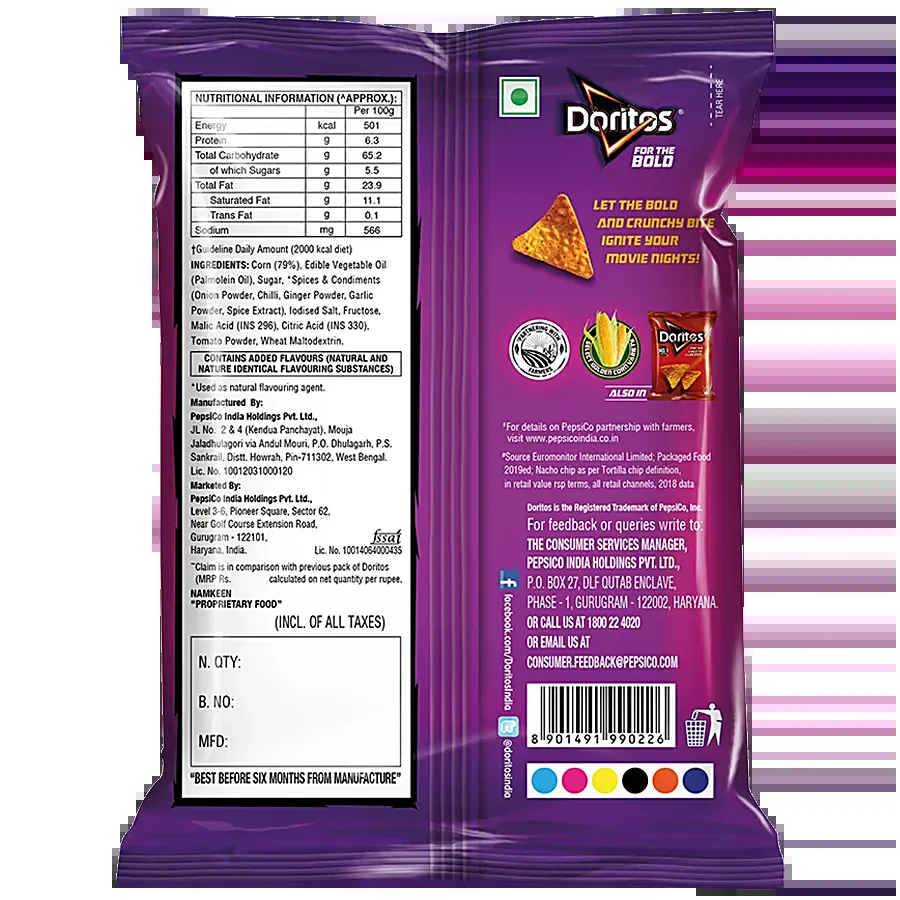 NUTRITIONAL INFORMATION (^APPROX.):
Per 100g
Energy kcal 501
Protein g 6.3
Total Carbohydrate g 65.2
of which Sugars g 5.5
Total Fat g 23.9
Saturated Fat g 11.1
Trans Fat g 0.1
Sodium mg 566
†Guideline Daily Amount (2000 kcal diet)
INGREDIENTS: Corn (79%), Edible Vegetable Oil
(Palmolein Oil), Sugar, *Spices & Condiments
(Onion Powder, Chilli, Ginger Powder, Garlic
Powder, Spice Extract), Iodised Salt, Fructose,
Malic Acid (INS 296), Citric Acid (INS 330),
Tomato Powder, Wheat Maltodextrin.
CONTAINS ADDED FLAVOURS (NATURAL AND
NATURE IDENTICAL FLAVOURING SUBSTANCES)
*Used as natural flavouring agent.
Manufactured By:
PepsiCo India Holdings Pvt. Ltd.,
JL No. 2 & 4 (Kendua Panchayat), Mouja
Jaladhulagori via Andul Mouri, P.O. Dhulagarh, P.S.
Sankrail, Distt. Howrah, Pin-711302, West Bengal.
Lic. No. 10012031000120
Marketed By:
PepsiCo India Holdings Pvt. Ltd.,
Level 3-6, Pioneer Square, Sector 62,
Near Golf Course Extension Road,
Gurugram - 122101,
Haryana, India.
fssai
Lic. No. 10014064000435
~Claim is in comparison with previous pack of Doritos
(MRP Rs. calculated on net quantity per rupee.
NAMKEEN
"PROPRIETARY FOOD"
(INCL. OF ALL TAXES)
N. QTY:
B. NO:
MFD:
"BEST BEFORE SIX MONTHS FROM MANUFACTURE"
TEAR HERE
Doritos®
FOR THE
BOLD
LET THE BOLD
AND CRUNCHY BITE
IGNITE YOUR
MOVIE NIGHTS!
PARTNERING WITH
FARMERS
GOLDEN CORN
Doritos
ALSO IN
For details on PepsiCo partnership with farmers,
visit www.pepsicoindia.co.in
#Source Euromonitor International Limited; Packaged Food
2019ed; Nacho chip as per Tortilla chip definition,
in retail value rsp terms, all retail channels, 2018 data
Doritos is the Registered Trademark of PepsiCo, Inc.
For feedback or queries write to:
THE CONSUMER SERVICES MANAGER,
PEPSICO INDIA HOLDINGS PVT. LTD.,
P.O. BOX 27, DLF QUTAB ENCLAVE,
PHASE - 1, GURUGRAM - 122002, HARYANA.
OR CALL US AT 1800 22 4020
OR EMAIL US AT
CONSUMER.FEEDBACK@PEPSICO.COM
facebook.com/DoritosIndia
@doritosindia
8 901491 990226